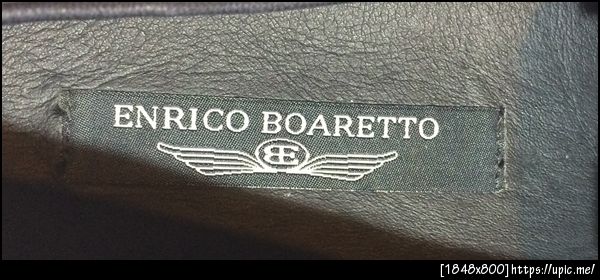 ENRICO BOARETTO
BE
[1848x800]https://upic.me/